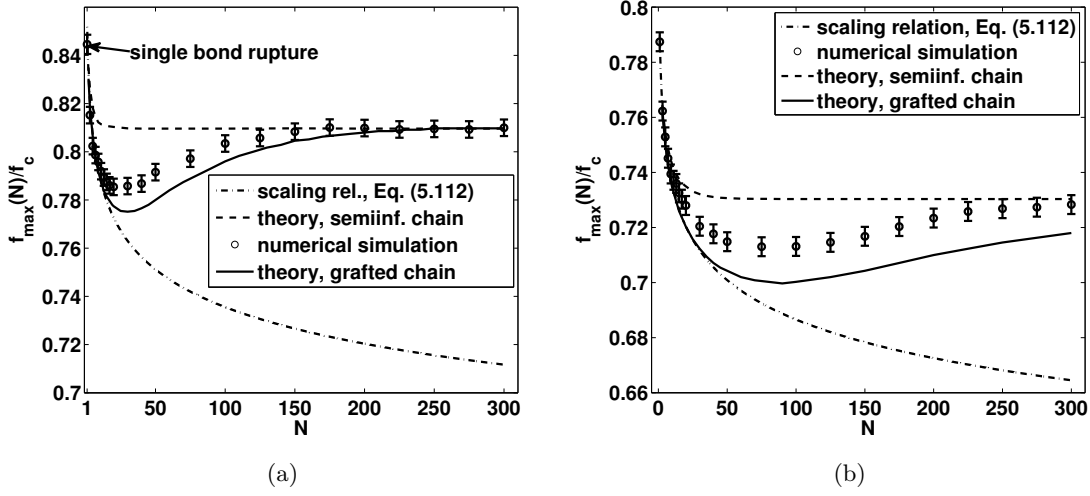 0.84
0.82
0.8
0.78
0.76
0.74
0.72
0.7
f_max(N)/f_c
single bond rupture
scaling rel., Eq. (5.112)
theory, semiinf. chain
numerical simulation
theory, grafted chain
1 50 100 150 200 250 300
N
(a)
0.8
0.78
0.76
0.74
0.72
0.7
0.68
0.66
f_max(N)/f_c
scaling relation, Eq. (5.112)
numerical simulation
theory, semiinf. chain
theory, grafted chain
0 50 100 150 200 250 300
N
(b)